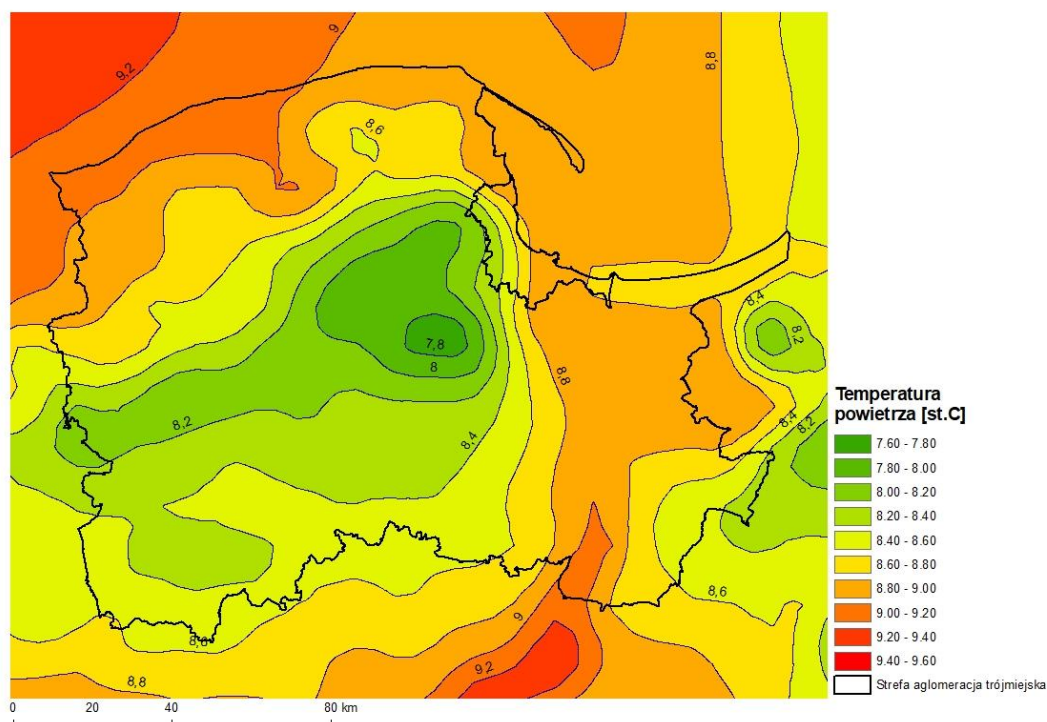 9,2
9
8,8
8,6
8,4
8,2
7,8
8
8,8
8,2
8,4
8,4
8,2
8,6
8,6
9
9,2
8,8
0 20 40 80 km
Temperatura
powietrza [st.C]
7.60 - 7.80
7.80 - 8.00
8.00 - 8.20
8.20 - 8.40
8.40 - 8.60
8.60 - 8.80
8.80 - 9.00
9.00 - 9.20
9.20 - 9.40
9.40 - 9.60
Strefa aglomeracja trójmiejska